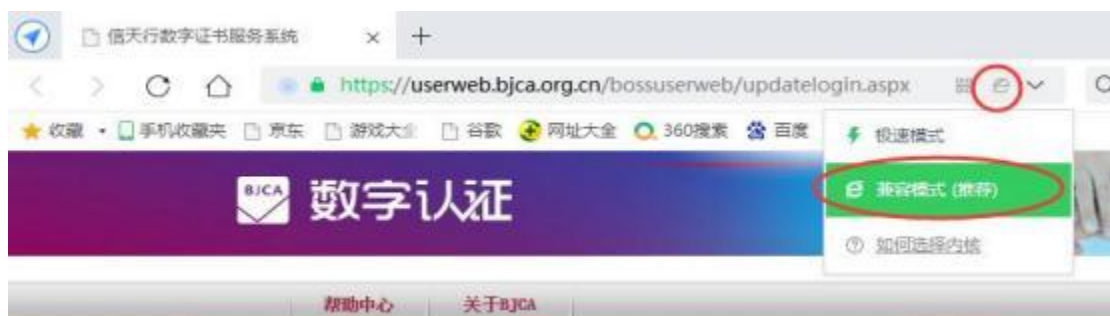 信天行数字证书服务系统
https://userweb.bjca.org.cn/bossuserweb/updatelogin.aspx
收藏 手机收藏夹 京东 游戏大全 谷歌 网址大全 360搜索 百度
极速模式
兼容模式 (推荐)
如何选择内核
BJCA 数字认证
帮助中心 关于BJCA